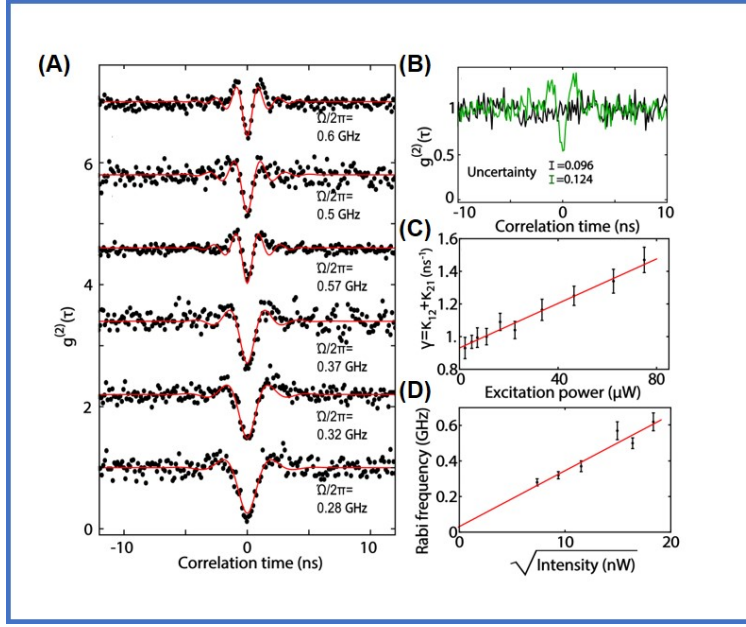 (A)
g(2)(τ)
6
4
2
0
Ω/2π=
0.6 GHz
Ω/2π=
0.5 GHz
Ω/2π=
0.57 GHz
Ω/2π=
0.37 GHz
Ω/2π=
0.32 GHz
Ω/2π=
0.28 GHz
-10 0 10
Correlation time (ns)
(B)
g(2)(τ)
1
0.5
0
Uncertainty
=0.096
=0.124
-10 0 10
Correlation time (ns)
(C)
γ=K12+K21 (ns-1)
1.6
1.4
1.2
1
0.8
0 40 80
Excitation power (μW)
(D)
Rabi frequency (GHz)
0.6
0.4
0.2
0
0 10 20
√Intensity (nW)